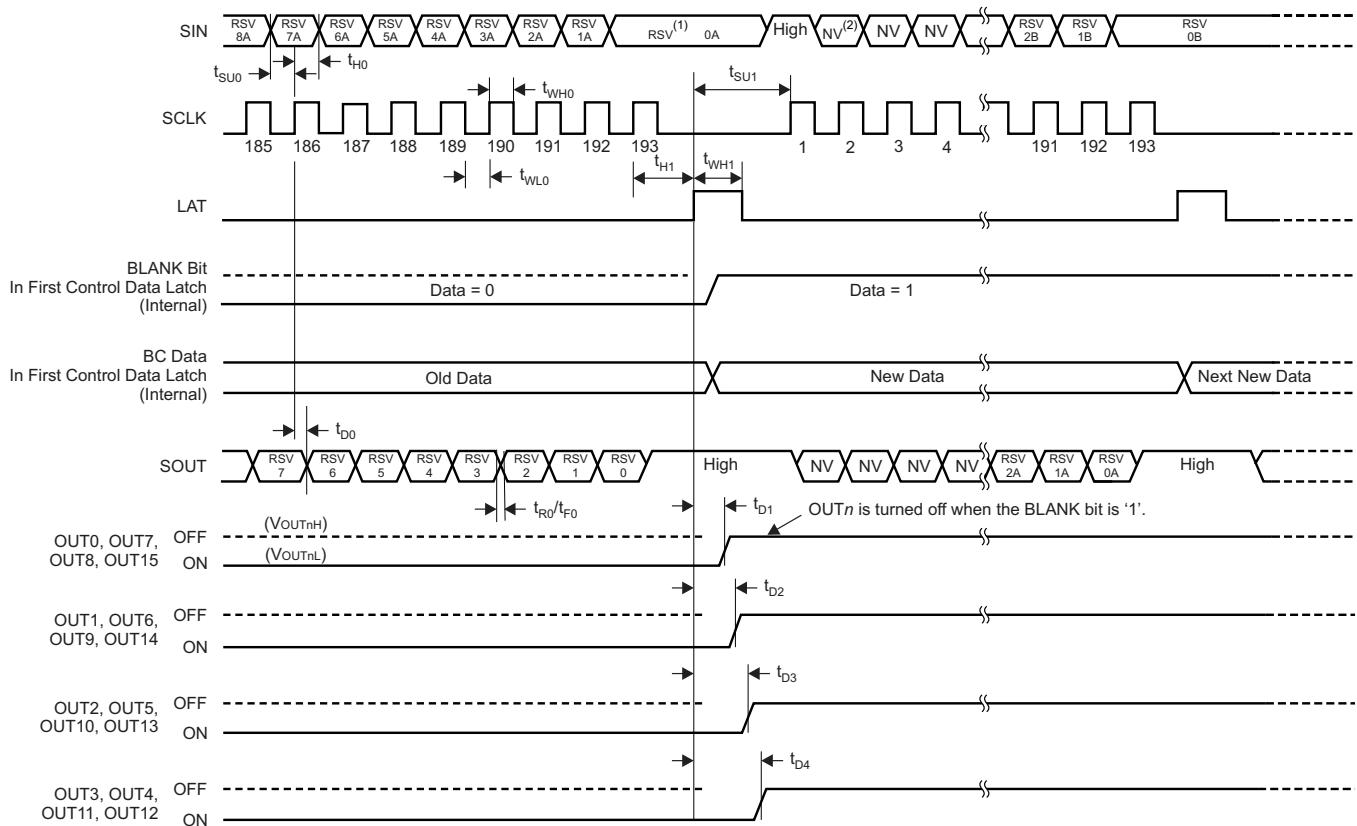 SIN
RSV 8A
RSV 7A
RSV 6A
RSV 5A
RSV 4A
RSV 3A
RSV 2A
RSV 1A
RSV(1) 0A
High
NV(2)
NV
NV
RSV 2B
RSV 1B
RSV 0B
tSU0
tH0
tWH0
tSU1
SCLK
185 186 187 188 189 190 191 192 193 1 2 3 4 191 192 193
tWL0
tH1
tWH1
LAT
BLANK Bit
In First Control Data Latch
(Internal)
Data = 0
Data = 1
BC Data
In First Control Data Latch
(Internal)
Old Data
New Data
Next New Data
tD0
SOUT
RSV 7
RSV 6
RSV 5
RSV 4
RSV 3
RSV 2
RSV 1
RSV 0
High
NV
NV
NV
NV
RSV 2A
RSV 1A
RSV 0A
High
tR0/tF0
tD1
OUTn is turned off when the BLANK bit is ‘1’.
OUT0, OUT7,
OUT8, OUT15
OFF
(VOUTnH)
ON
(VOUTnL)
tD2
OUT1, OUT6,
OUT9, OUT14
OFF
ON
tD3
OUT2, OUT5,
OUT10, OUT13
OFF
ON
tD4
OUT3, OUT4,
OUT11, OUT12
OFF
ON